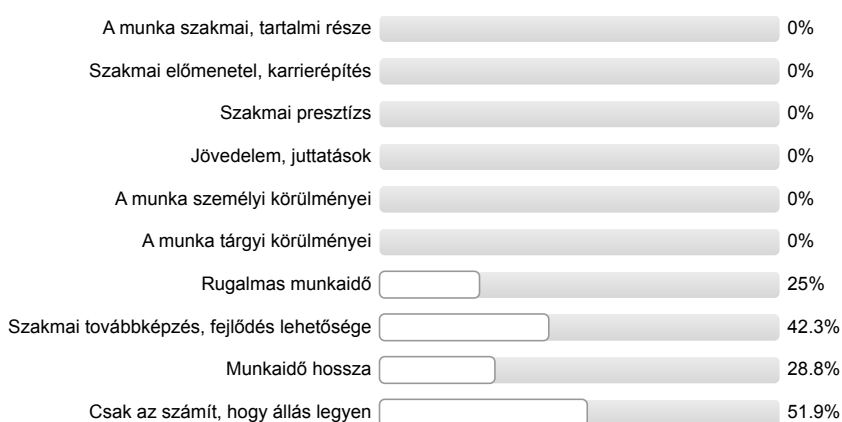 A munka szakmai, tartalmi része 0%
Szakmai előmenetel, karrierépítés 0%
Szakmai presztízs 0%
Jövedelem, juttatások 0%
A munka személyi körülményei 0%
A munka tárgyi körülményei 0%
Rugalmas munkaidő 25%
Szakmai továbbképzés, fejlődés lehetősége 42.3%
Munkaidő hossza 28.8%
Csak az számít, hogy állás legyen 51.9%